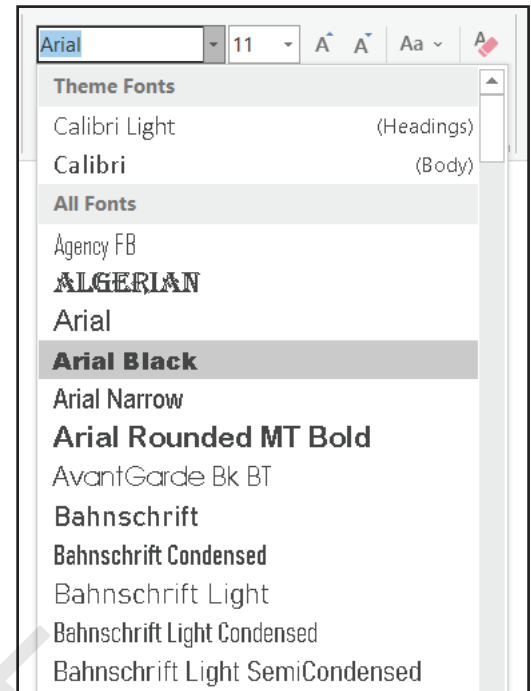 Arial 11 A A Aa A
Theme Fonts
Calibri Light (Headings)
Calibri (Body)
All Fonts
Agency FB
ALGERIAN
Arial
Arial Black
Arial Narrow
Arial Rounded MT Bold
AvantGarde Bk BT
Bahnschrift
Bahnschrift Condensed
Bahnschrift Light
Bahnschrift Light Condensed
Bahnschrift Light SemiCondensed